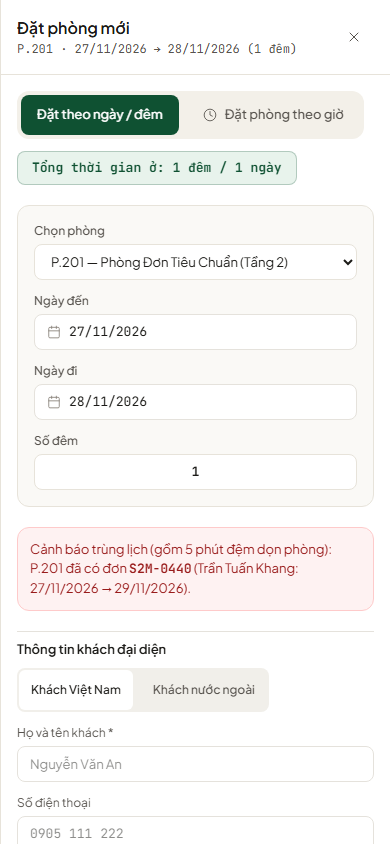 Đặt phòng mới
P.201 · 27/11/2026 → 28/11/2026 (1 đêm)
Đặt theo ngày / đêm
Đặt phòng theo giờ
Tổng thời gian ở: 1 đêm / 1 ngày
Chọn phòng
P.201 — Phòng Đơn Tiêu Chuẩn (Tầng 2)
Ngày đến
27/11/2026
Ngày đi
28/11/2026
Số đêm
1
Cảnh báo trùng lịch (gồm 5 phút đệm dọn phòng):
P.201 đã có đơn S2M-0440 (Trần Tuấn Khang:
27/11/2026 → 29/11/2026).
Thông tin khách đại diện
Khách Việt Nam
Khách nước ngoài
Họ và tên khách *
Nguyễn Văn An
Số điện thoại
0905 111 222